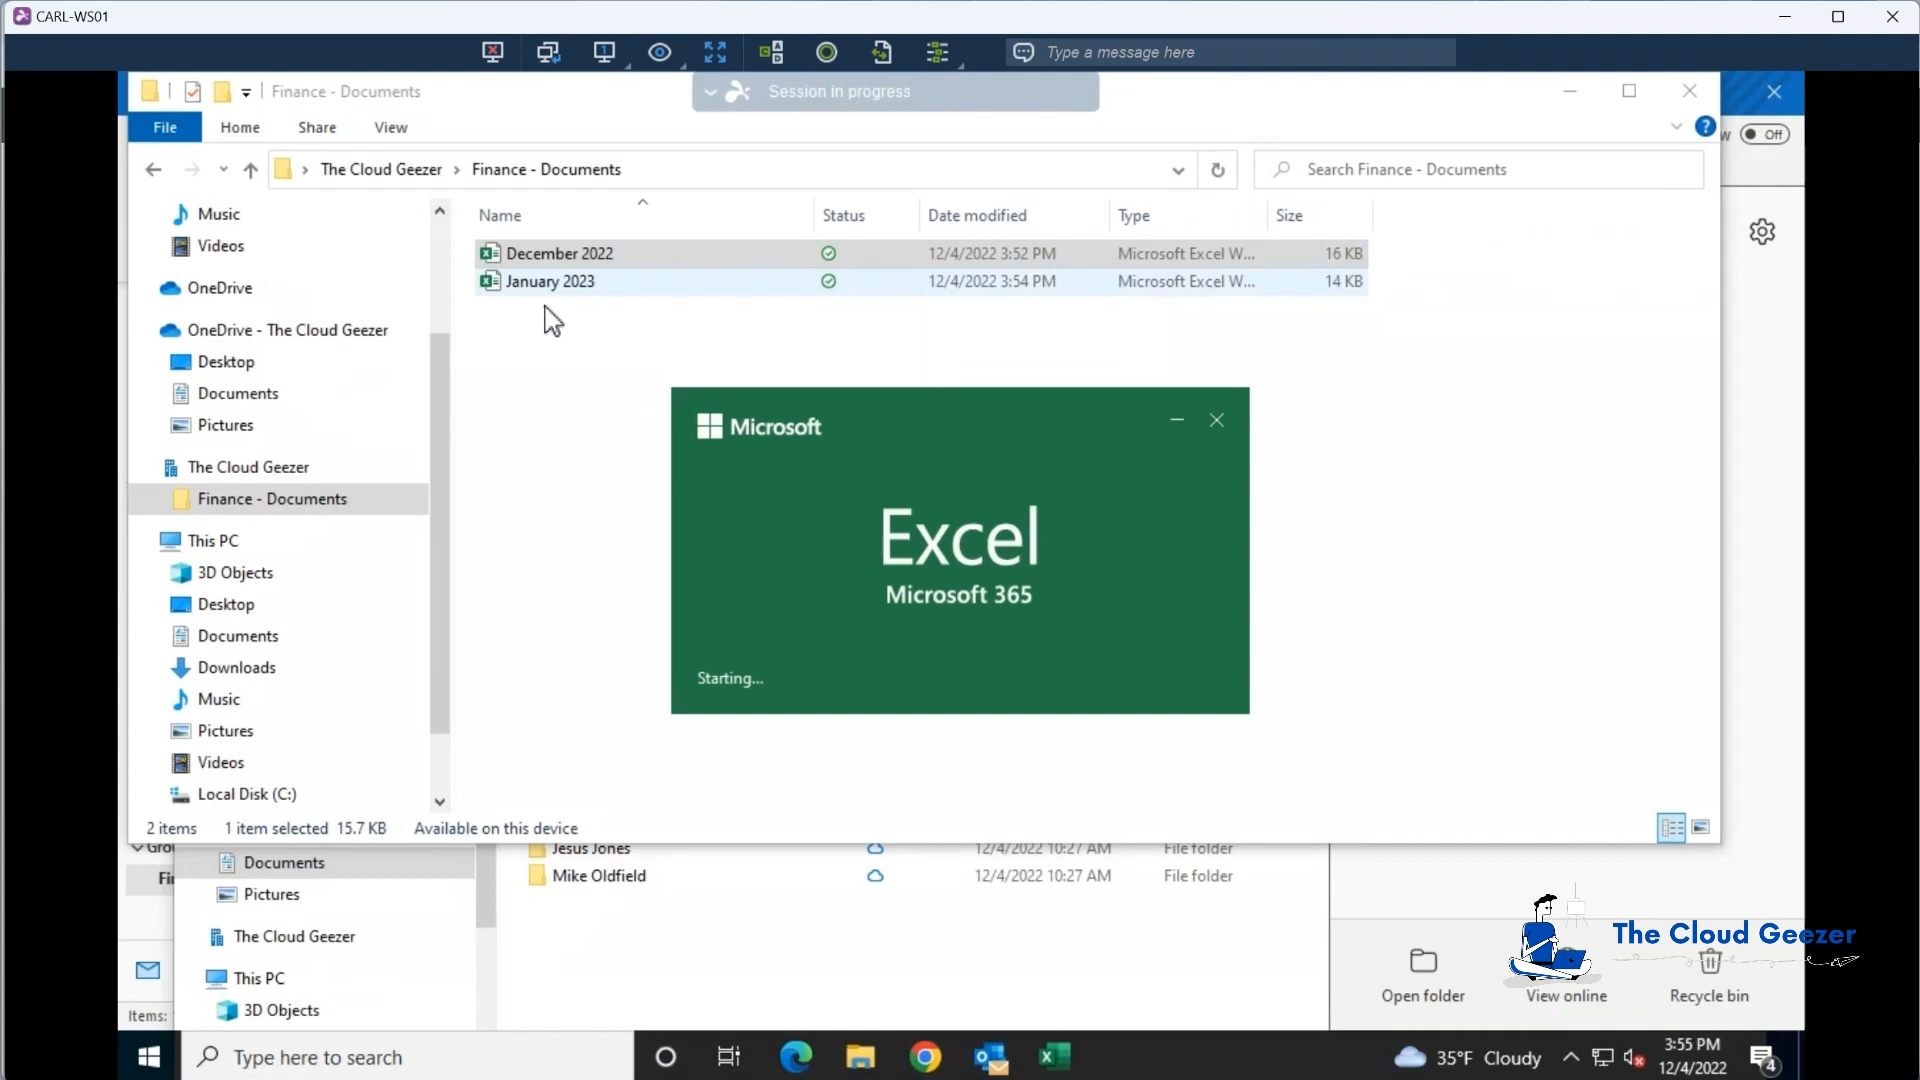 CARL-WS01
Type a message here
Finance - Documents
Session in progress
w
Off
File
Home
Share
View
The Cloud Geezer
Finance - Documents
Search Finance - Documents
Name
Status
Date modified
Type
Size
December 2022
12/4/2022 3:52 PM
Microsoft Excel W...
16 KB
January 2023
12/4/2022 3:54 PM
Microsoft Excel W...
14 KB
Music
Videos
OneDrive
OneDrive - The Cloud Geezer
Desktop
Documents
Pictures
The Cloud Geezer
Finance - Documents
This PC
3D Objects
Desktop
Documents
Downloads
Music
Pictures
Videos
Local Disk (C:)
Microsoft
Excel
Microsoft 365
Starting...
2 items
1 item selected 15.7 KB
Available on this device
Grou
Fin
Items:
Documents
Pictures
The Cloud Geezer
This PC
3D Objects
Jesus Jones
12/4/2022 10:27 AM
File folder
Mike Oldfield
12/4/2022 10:27 AM
File folder
The Cloud Geezer
Open folder
View online
Recycle bin
Type here to search
35°F Cloudy
3:55 PM
12/4/2022
4